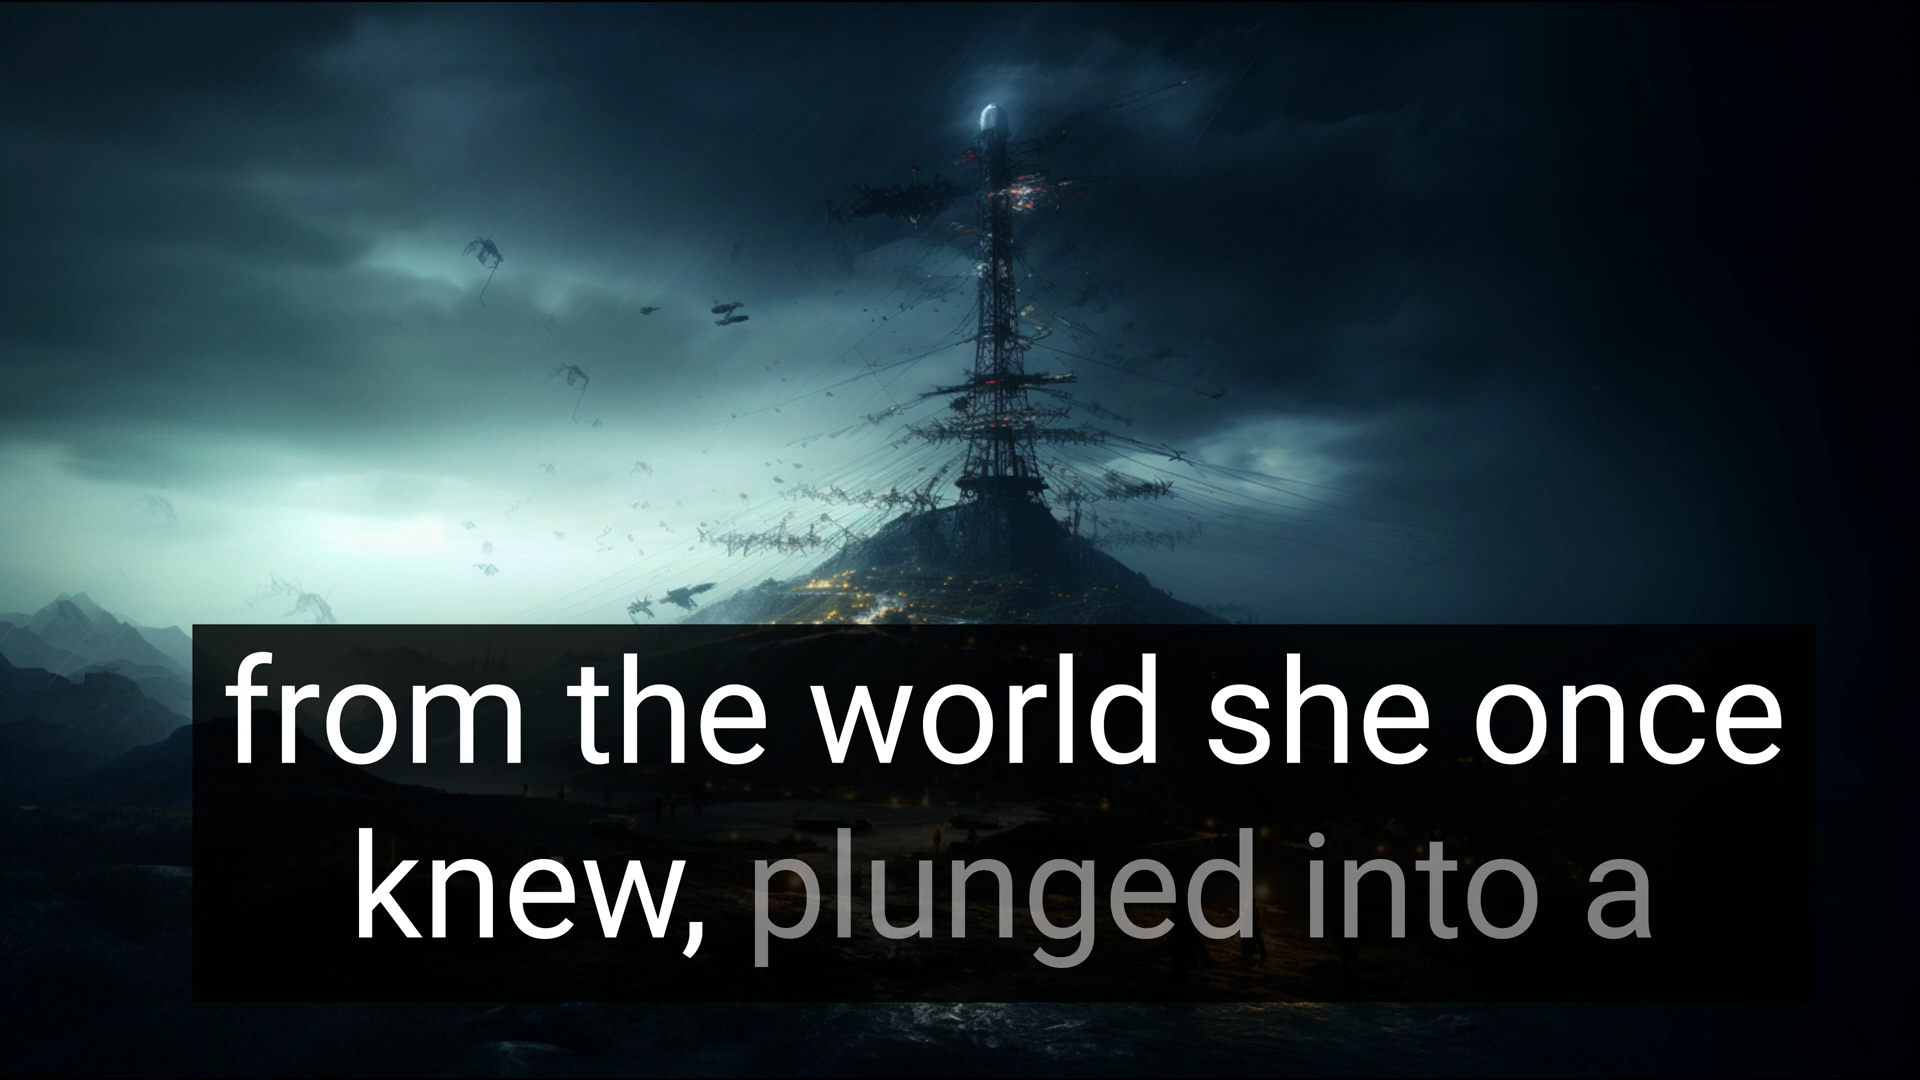 from the world she once
knew, plunged into a